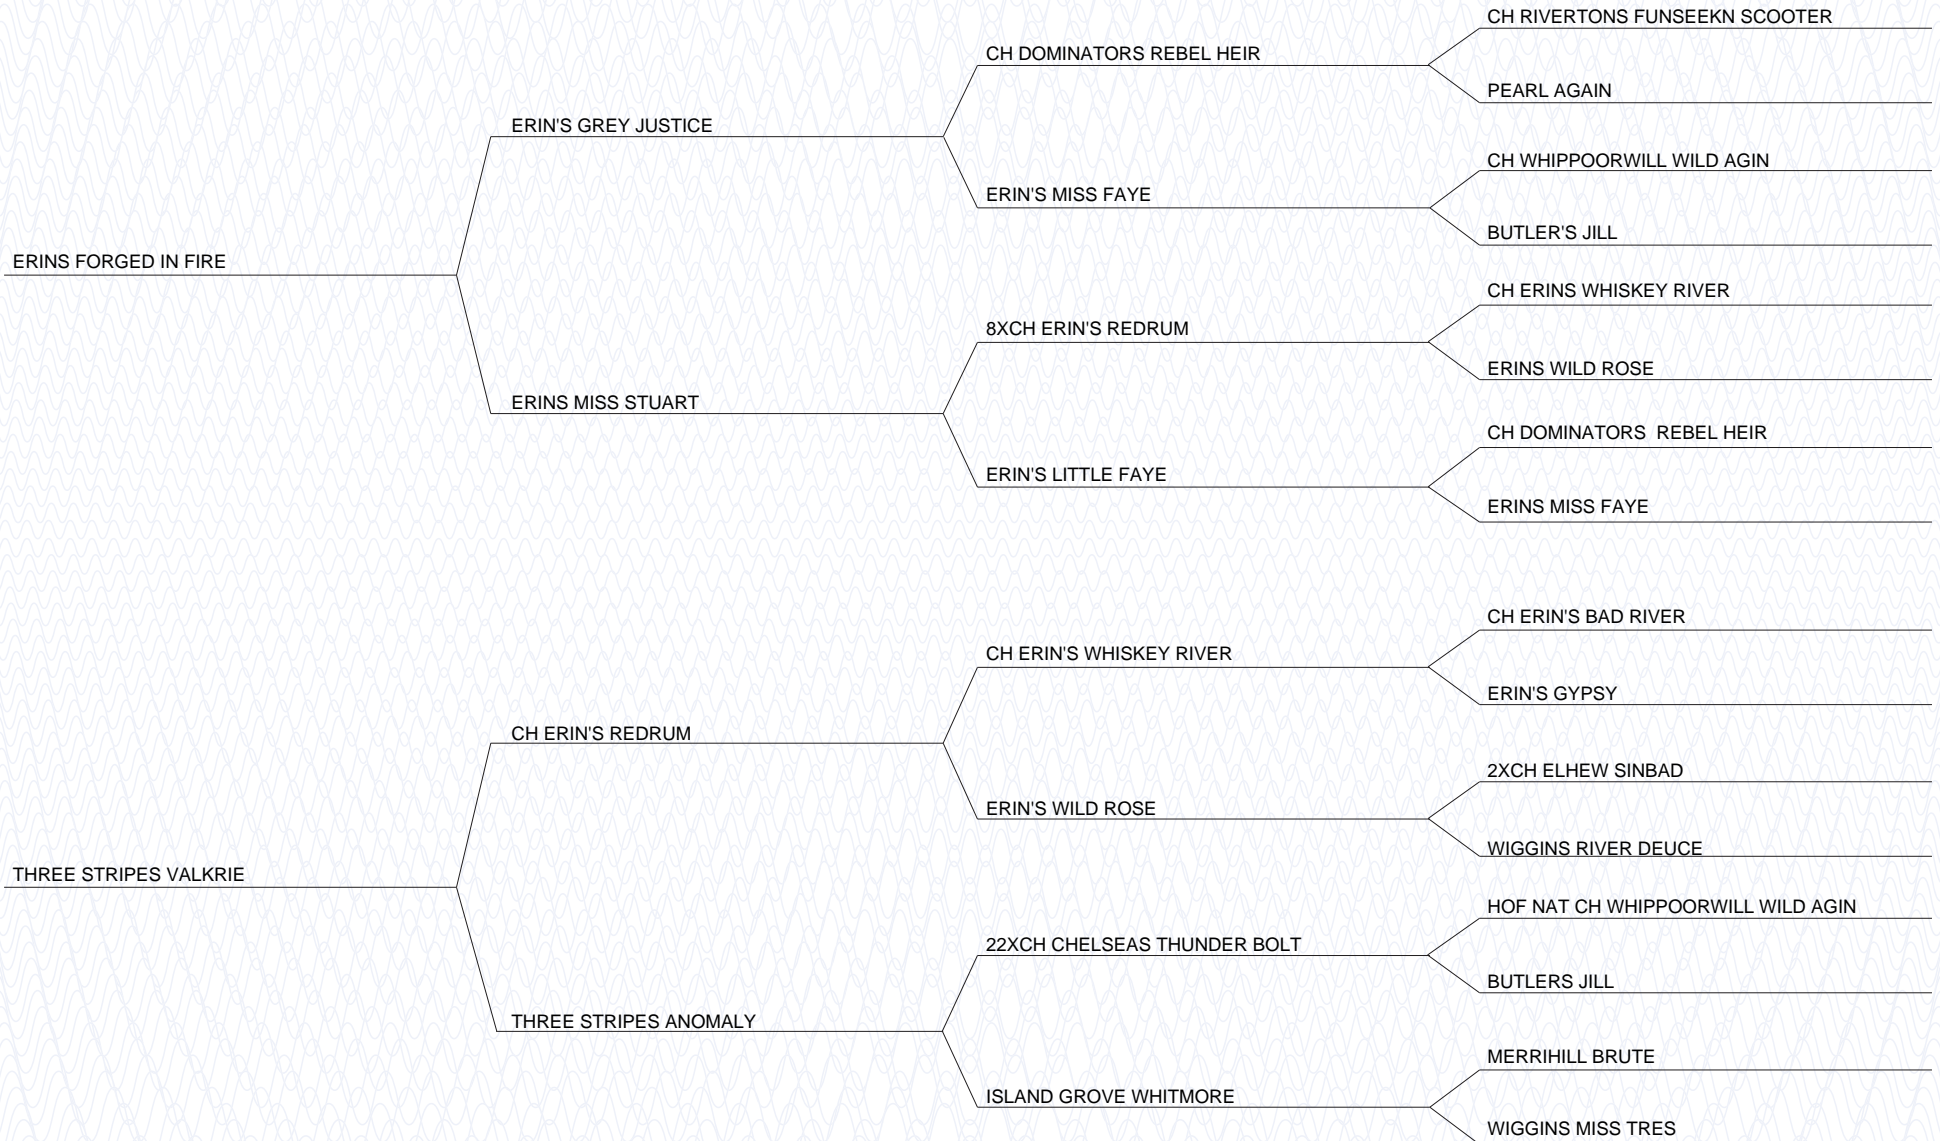 CH RIVERTONS FUNSEEKN SCOOTER
CH DOMINATORS REBEL HEIR
PEARL AGAIN
ERIN'S GREY JUSTICE
CH WHIPPOORWILL WILD AGIN
ERIN'S MISS FAYE
BUTLER'S JILL
ERINS FORGED IN FIRE
CH ERINS WHISKEY RIVER
8XCH ERIN'S REDRUM
ERINS WILD ROSE
ERINS MISS STUART
CH DOMINATORS  REBEL HEIR
ERIN'S LITTLE FAYE
ERINS MISS FAYE
CH ERIN'S BAD RIVER
CH ERIN'S WHISKEY RIVER
ERIN'S GYPSY
CH ERIN'S REDRUM
2XCH ELHEW SINBAD
ERIN'S WILD ROSE
WIGGINS RIVER DEUCE
THREE STRIPES VALKRIE
HOF NAT CH WHIPPOORWILL WILD AGIN
22XCH CHELSEAS THUNDER BOLT
BUTLERS JILL
THREE STRIPES ANOMALY
MERRIHILL BRUTE
ISLAND GROVE WHITMORE
WIGGINS MISS TRES